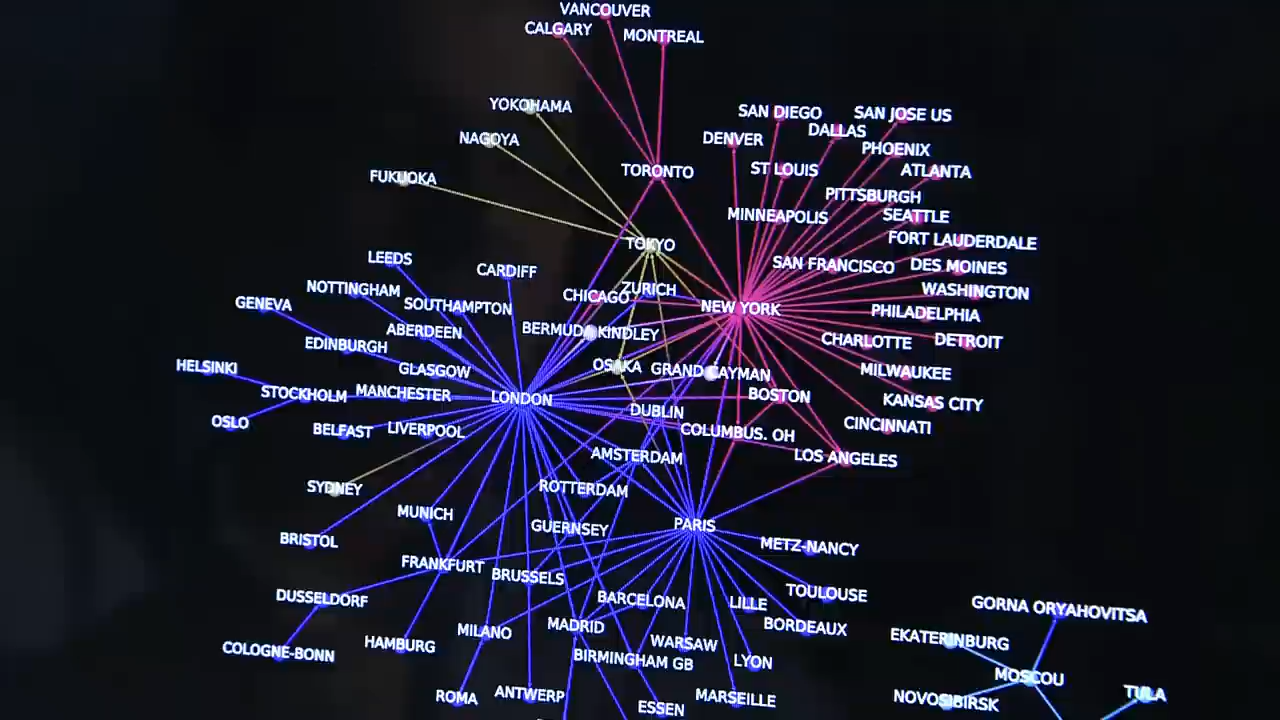 VANCOUVER
CALGARY
MONTREAL
YOKOHAMA
SAN DIEGO
SAN JOSE US
DALLAS
NAGOYA
DENVER
PHOENIX
FUKUOKA
TORONTO
ST LOUIS
ATLANTA
PITTSBURGH
MINNEAPOLIS
SEATTLE
TOKYO
FORT LAUDERDALE
LEEDS
CARDIFF
SAN FRANCISCO
DES MOINES
NOTTINGHAM
CHICAGO
ZURICH
WASHINGTON
GENEVA
SOUTHAMPTON
NEW YORK
PHILADELPHIA
ABERDEEN
BERMUDA KINDLEY
CHARLOTTE
DETROIT
EDINBURGH
HELSINKI
GLASGOW
OSAKA
GRAND CAYMAN
MILWAUKEE
STOCKHOLM
MANCHESTER
LONDON
BOSTON
KANSAS CITY
OSLO
BELFAST
LIVERPOOL
DUBLIN
COLUMBUS. OH
CINCINNATI
AMSTERDAM
LOS ANGELES
SYDNEY
ROTTERDAM
MUNICH
GUERNSEY
PARIS
BRISTOL
METZ-NANCY
FRANKFURT
BRUSSELS
DUSSELDORF
BARCELONA
LILLE
TOULOUSE
GORNA ORYAHOVITSA
COLOGNE-BONN
HAMBURG
MILANO
MADRID
WARSAW
BORDEAUX
EKATERINBURG
BIRMINGHAM GB
LYON
MOSCOU
ROMA
ANTWERP
ESSEN
MARSEILLE
NOVOSIBIRSK
TULA